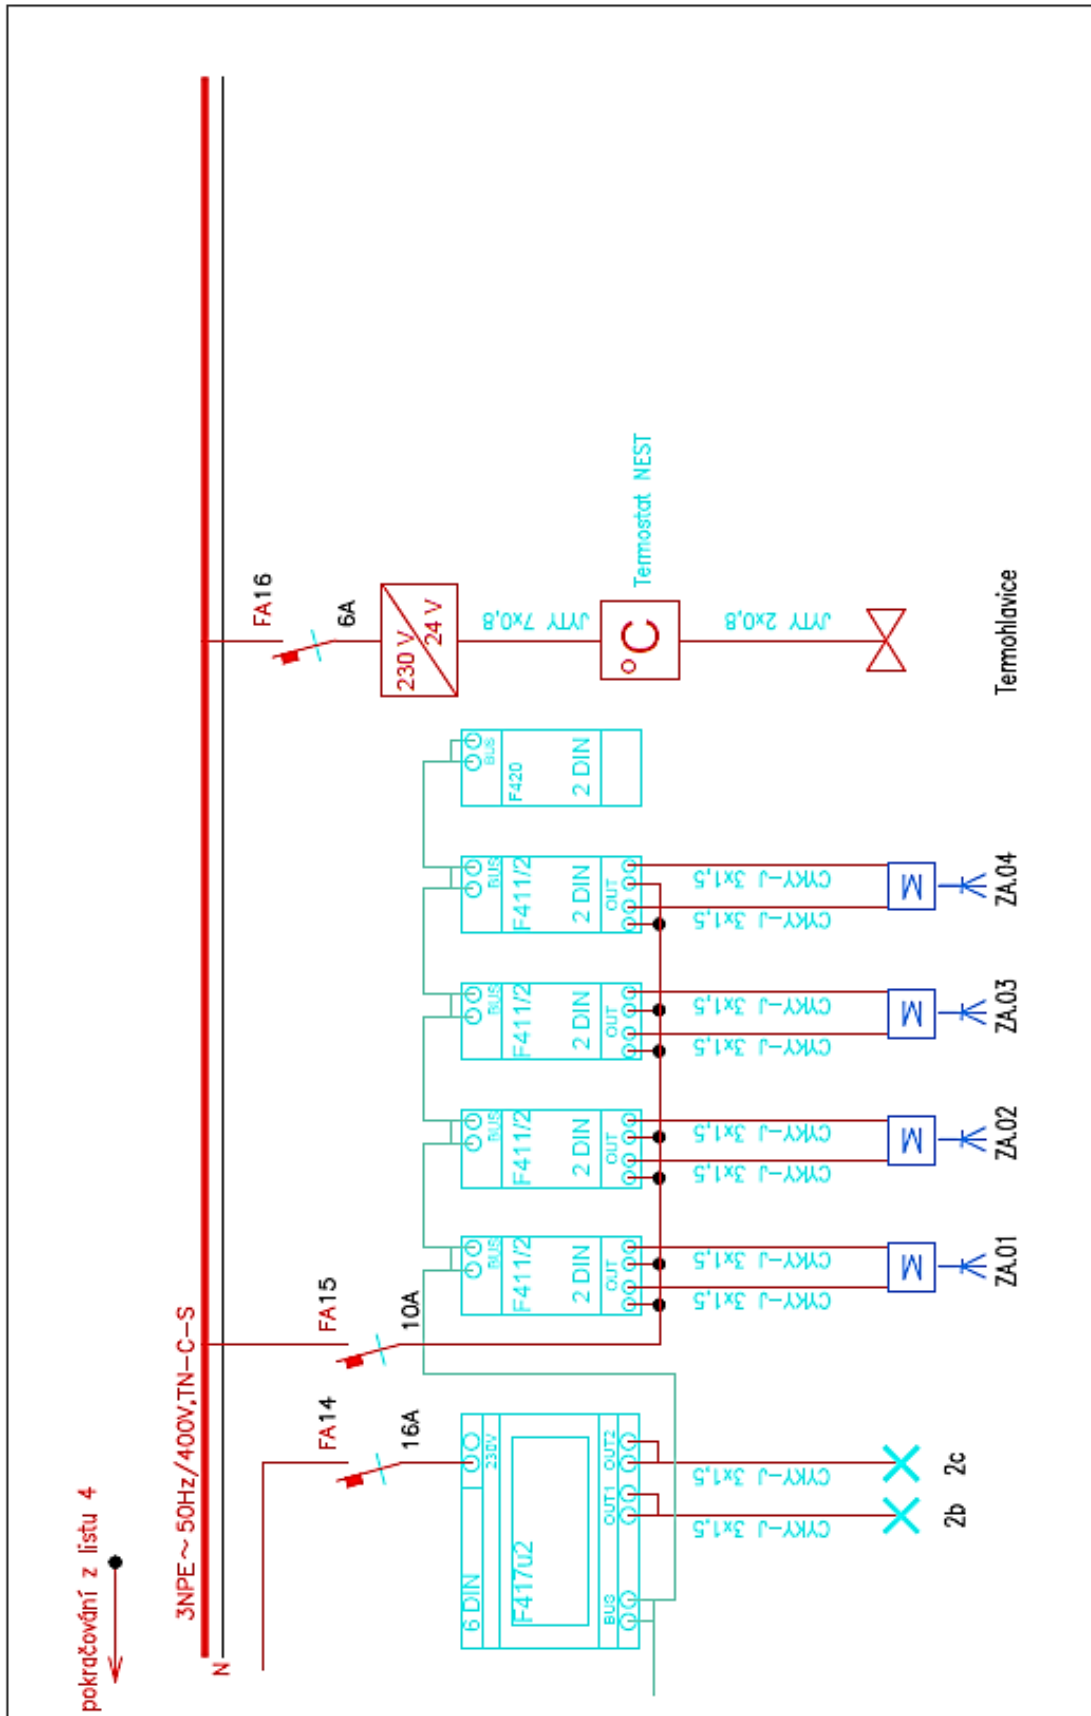 pokračování z listu 4
3NPE~ 50Hz/400V,TN-C-S
N
FA14
16A
FA15
10A
FA16
6A
6 DIN
230V
F417u2
BUS
OUT1
OUT2
CYKY-J 3x1,5
CYKY-J 3x1,5
2b
2c
BUS
F411/2
2 DIN
OUT
CYKY-J 3x1,5
CYKY-J 3x1,5
M
ZA.01
BUS
F411/2
2 DIN
OUT
CYKY-J 3x1,5
CYKY-J 3x1,5
M
ZA.02
BUS
F411/2
2 DIN
OUT
CYKY-J 3x1,5
CYKY-J 3x1,5
M
ZA.03
BUS
F411/2
2 DIN
OUT
CYKY-J 3x1,5
CYKY-J 3x1,5
M
ZA.04
BUS
F420
2 DIN
230 V
24 V
JYTY 7x0,8
°C
Termostat NEST
JYTY 2x0,8
Termohlavice